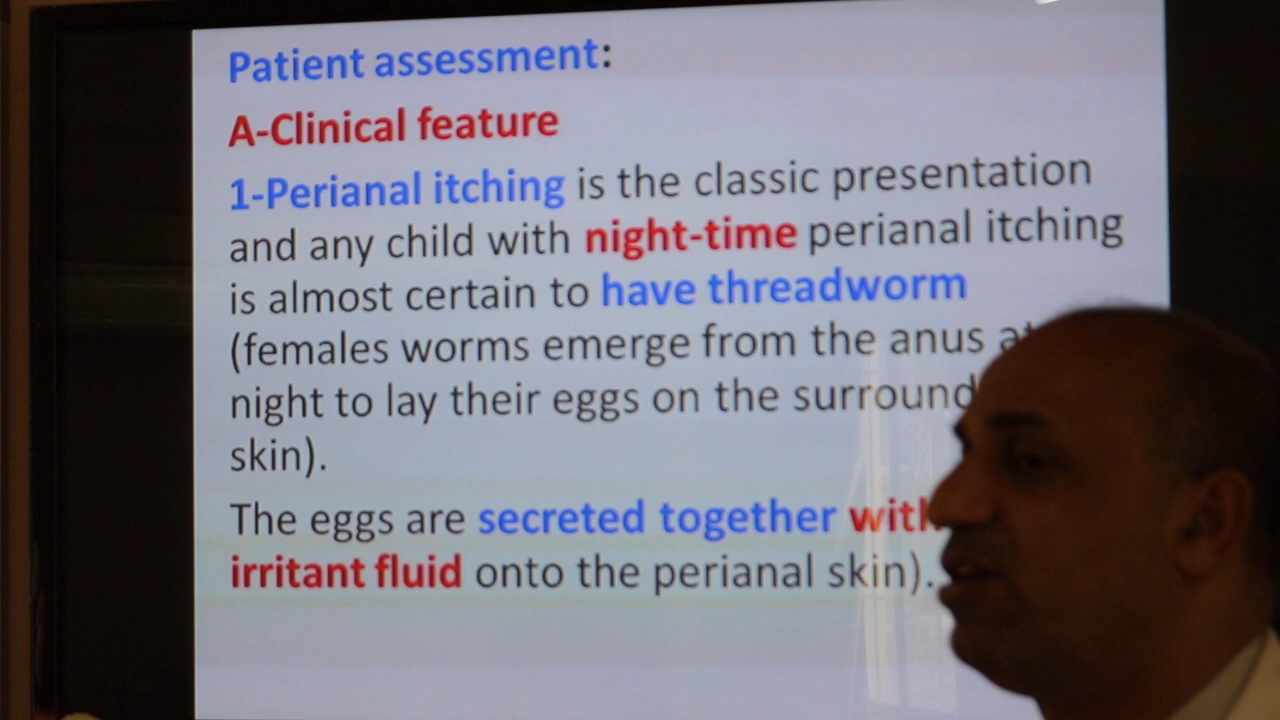 Patient assessment:
A-Clinical feature
1-Perianal itching is the classic presentation
and any child with night-time perianal itching
is almost certain to have threadworm
(females worms emerge from the anus at
night to lay their eggs on the
skin).
The eggs are secreted together with
irritant fluid onto the perianal skin).